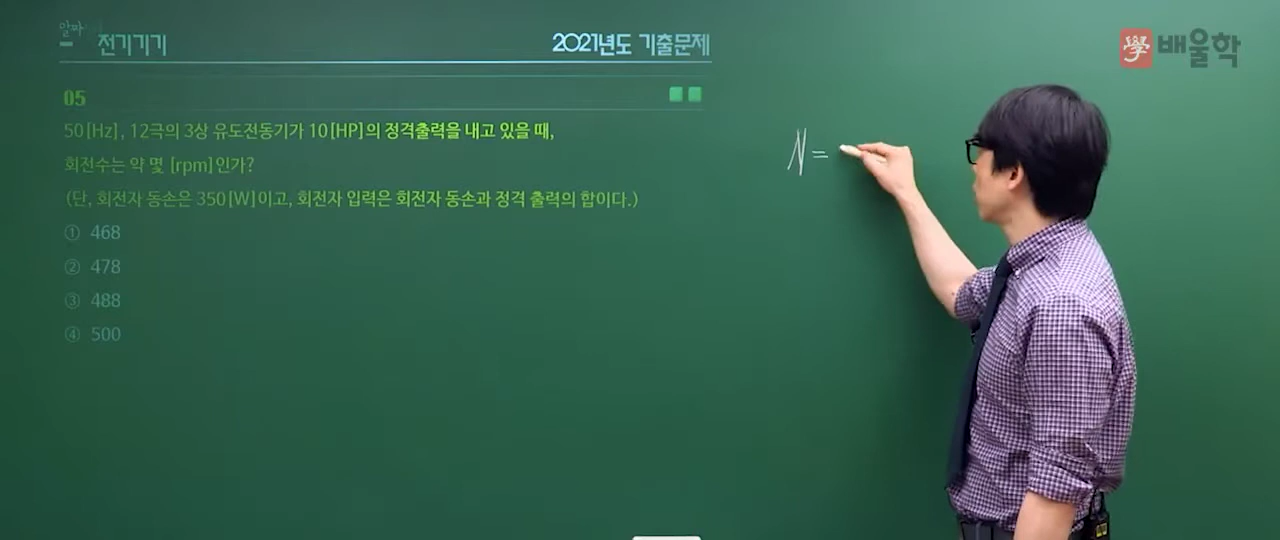 알짜
전기기기
2021년도 기출문제
學 배울학
05
50[Hz], 12극의 3상 유도전동기가 10[HP]의 정격출력을 내고 있을 때,
회전수는 약 몇 [rpm]인가?
(단, 회전자 동손은 350[W]이고, 회전자 입력은 회전자 동손과 정격 출력의 합이다.)
① 468
② 478
③ 488
④ 500
N =